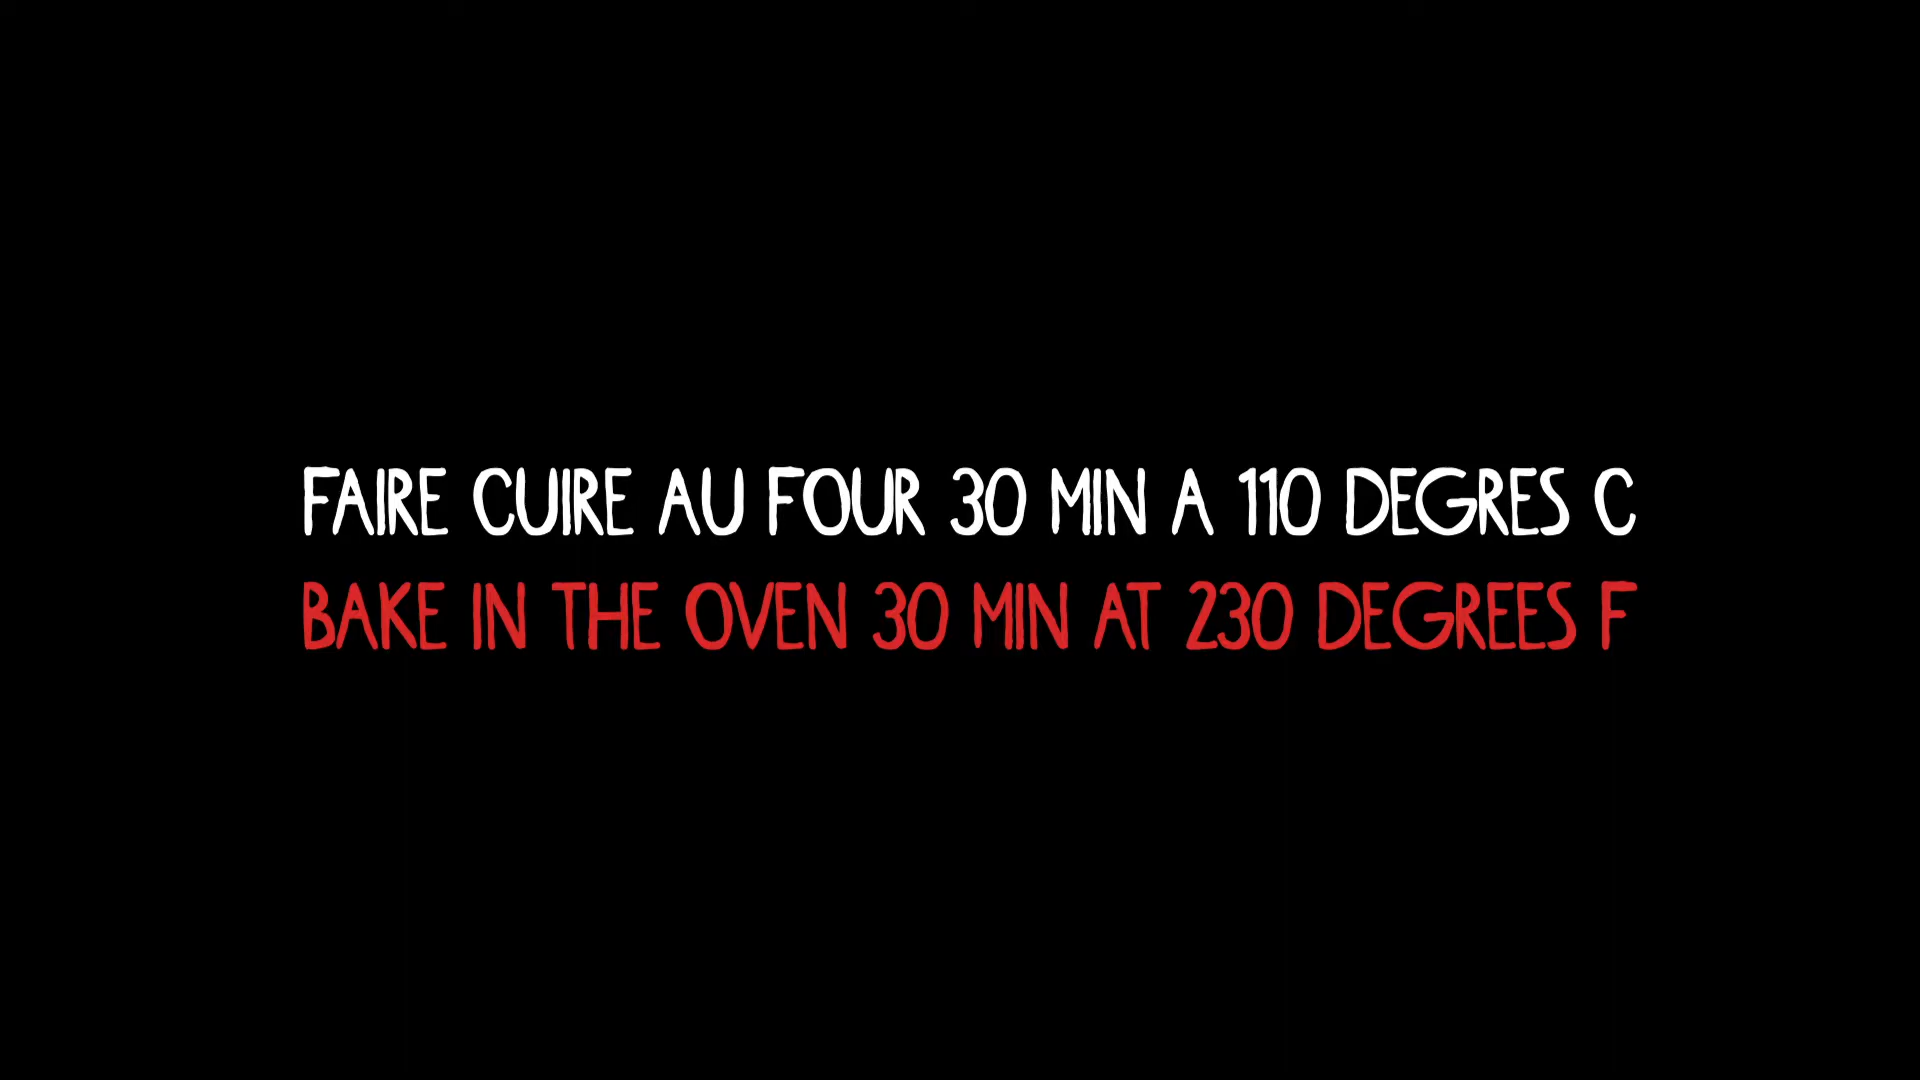 FAIRE CUIRE AU FOUR 30 MIN A 110 DEGRES C
BAKE IN THE OVEN 30 MIN AT 230 DEGREES F